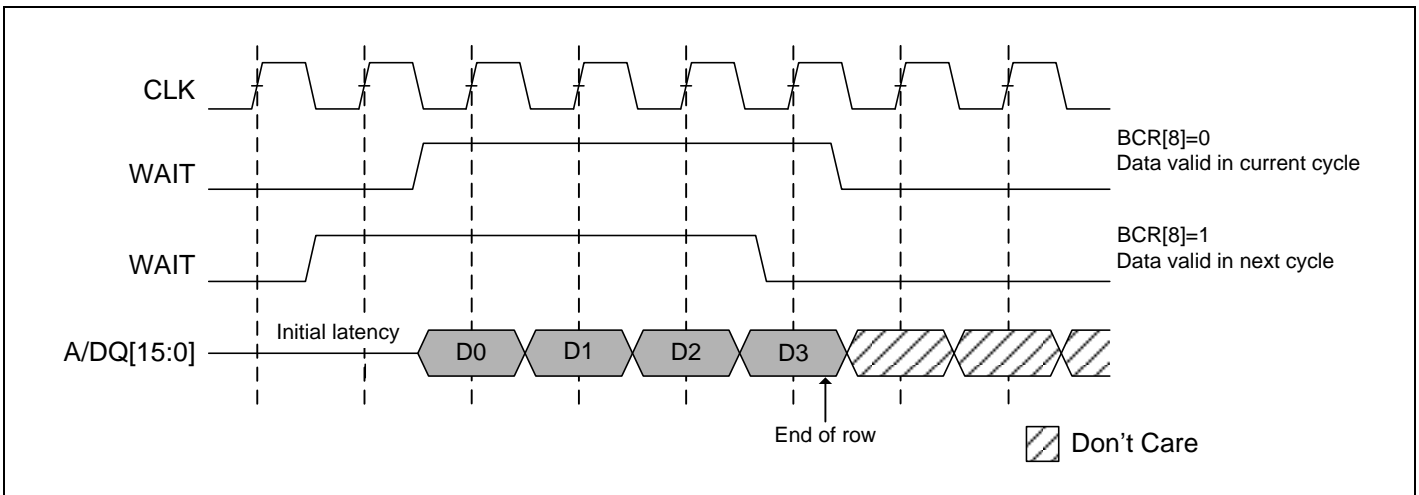 CLK
WAIT
BCR[8]=0
Data valid in current cycle
WAIT
BCR[8]=1
Data valid in next cycle
A/DQ[15:0]
Initial latency
D0
D1
D2
D3
End of row
Don't Care